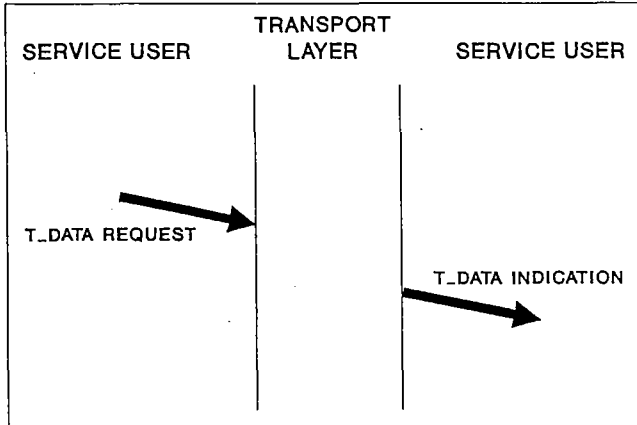 TRANSPORT
SERVICE USER LAYER SERVICE USER
T_DATA REQUEST
T_DATA INDICATION